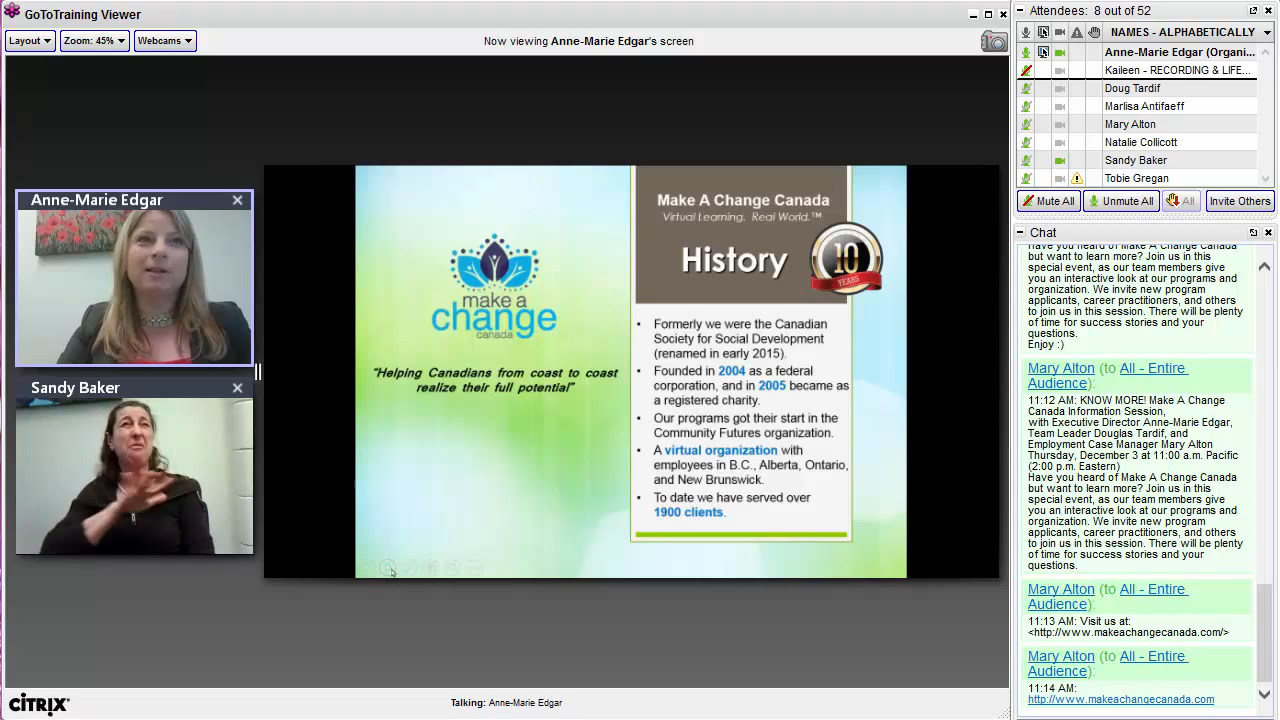 GoToTraining Viewer
Layout
Zoom: 45%
Webcams
Now viewing Anne-Marie Edgar's screen
Anne-Marie Edgar
Sandy Baker
make a
change
canada
"Helping Canadians from coast to coast
realize their full potential"
Make A Change Canada
Virtual Learning. Real World.™
History
10
YEARS
• Formerly we were the Canadian
Society for Social Development
(renamed in early 2015).
• Founded in 2004 as a federal
corporation, and in 2005 became as
a registered charity.
• Our programs got their start in the
Community Futures organization.
• A virtual organization with
employees in B.C., Alberta, Ontario,
and New Brunswick.
• To date we have served over
1900 clients.
CITRIX
Talking: Anne-Marie Edgar
Attendees: 8 out of 52
NAMES - ALPHABETICALLY
Anne-Marie Edgar (Organi...
Kaileen - RECORDING & LIFE...
Doug Tardif
Marlisa Antifaeff
Mary Alton
Natalie Collicott
Sandy Baker
Tobie Gregan
Mute All
Unmute All
All
Invite Others
Chat
Have you heard of Make A Change Canada
but want to learn more? Join us in this
special event, as our team members give
you an interactive look at our programs and
organization. We invite new program
applicants, career practitioners, and others
to join us in this session. There will be plenty
of time for success stories and your
questions.
Enjoy :)
Mary Alton (to All - Entire
Audience):
11:12 AM: KNOW MORE! Make A Change
Canada Information Session,
with Executive Director Anne-Marie Edgar,
Team Leader Douglas Tardif, and
Employment Case Manager Mary Alton
Thursday, December 3 at 11:00 a.m. Pacific
(2:00 p.m. Eastern)
Have you heard of Make A Change Canada
but want to learn more? Join us in this
special event, as our team members give
you an interactive look at our programs and
organization. We invite new program
applicants, career practitioners, and others
to join us in this session. There will be plenty
of time for success stories and your
questions.
Mary Alton (to All - Entire
Audience):
11:13 AM: Visit us at:
<http://www.makeachangecanada.com/>
Mary Alton (to All - Entire
Audience):
11:14 AM:
http://www.makeachangecanada.com